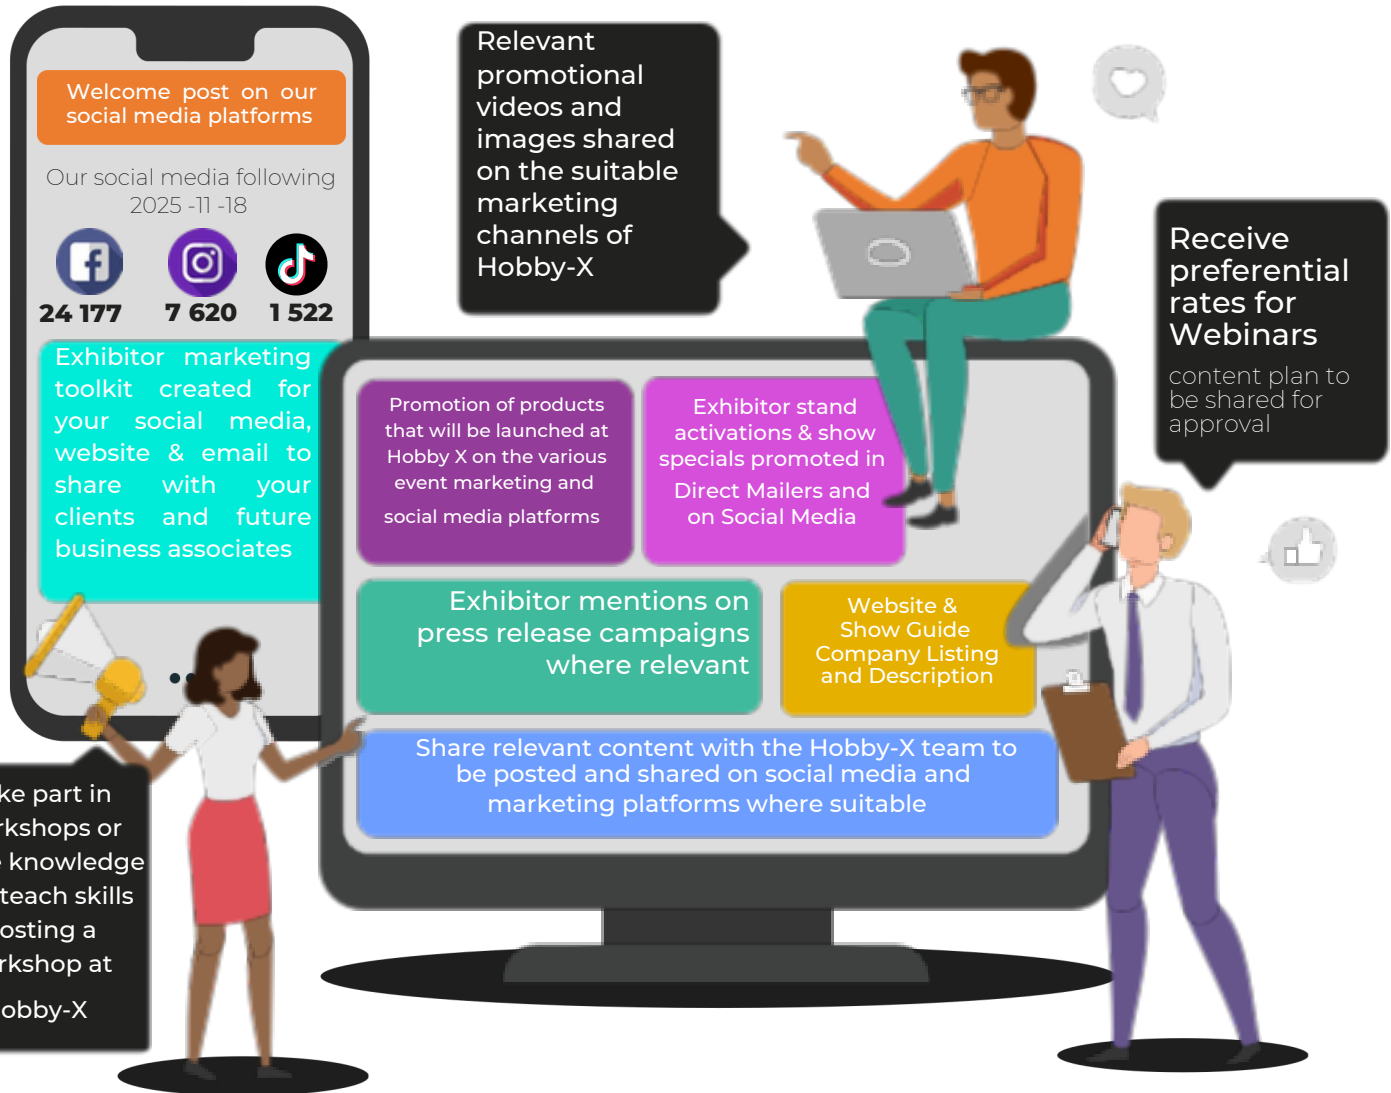 Welcome post on our
social media platforms
Our social media following
2025 -11 -18
24 177 7 620 1 522
Exhibitor marketing
toolkit created for
your social media,
website & email to
share with your
clients and future
business associates
Relevant
promotional
videos and
images shared
on the suitable
marketing
channels of
Hobby-X
Receive
preferential
rates for
Webinars
content plan to
be shared for
approval
Promotion of products
that will be launched at
Hobby X on the various
event marketing and
social media platforms
Exhibitor stand
activations & show
specials promoted in
Direct Mailers and
on Social Media
Exhibitor mentions on
press release campaigns
where relevant
Website &
Show Guide
Company Listing
and Description
Share relevant content with the Hobby-X team to
be posted and shared on social media and
marketing platforms where suitable
part in
or
knowledge
teach skills
a
at